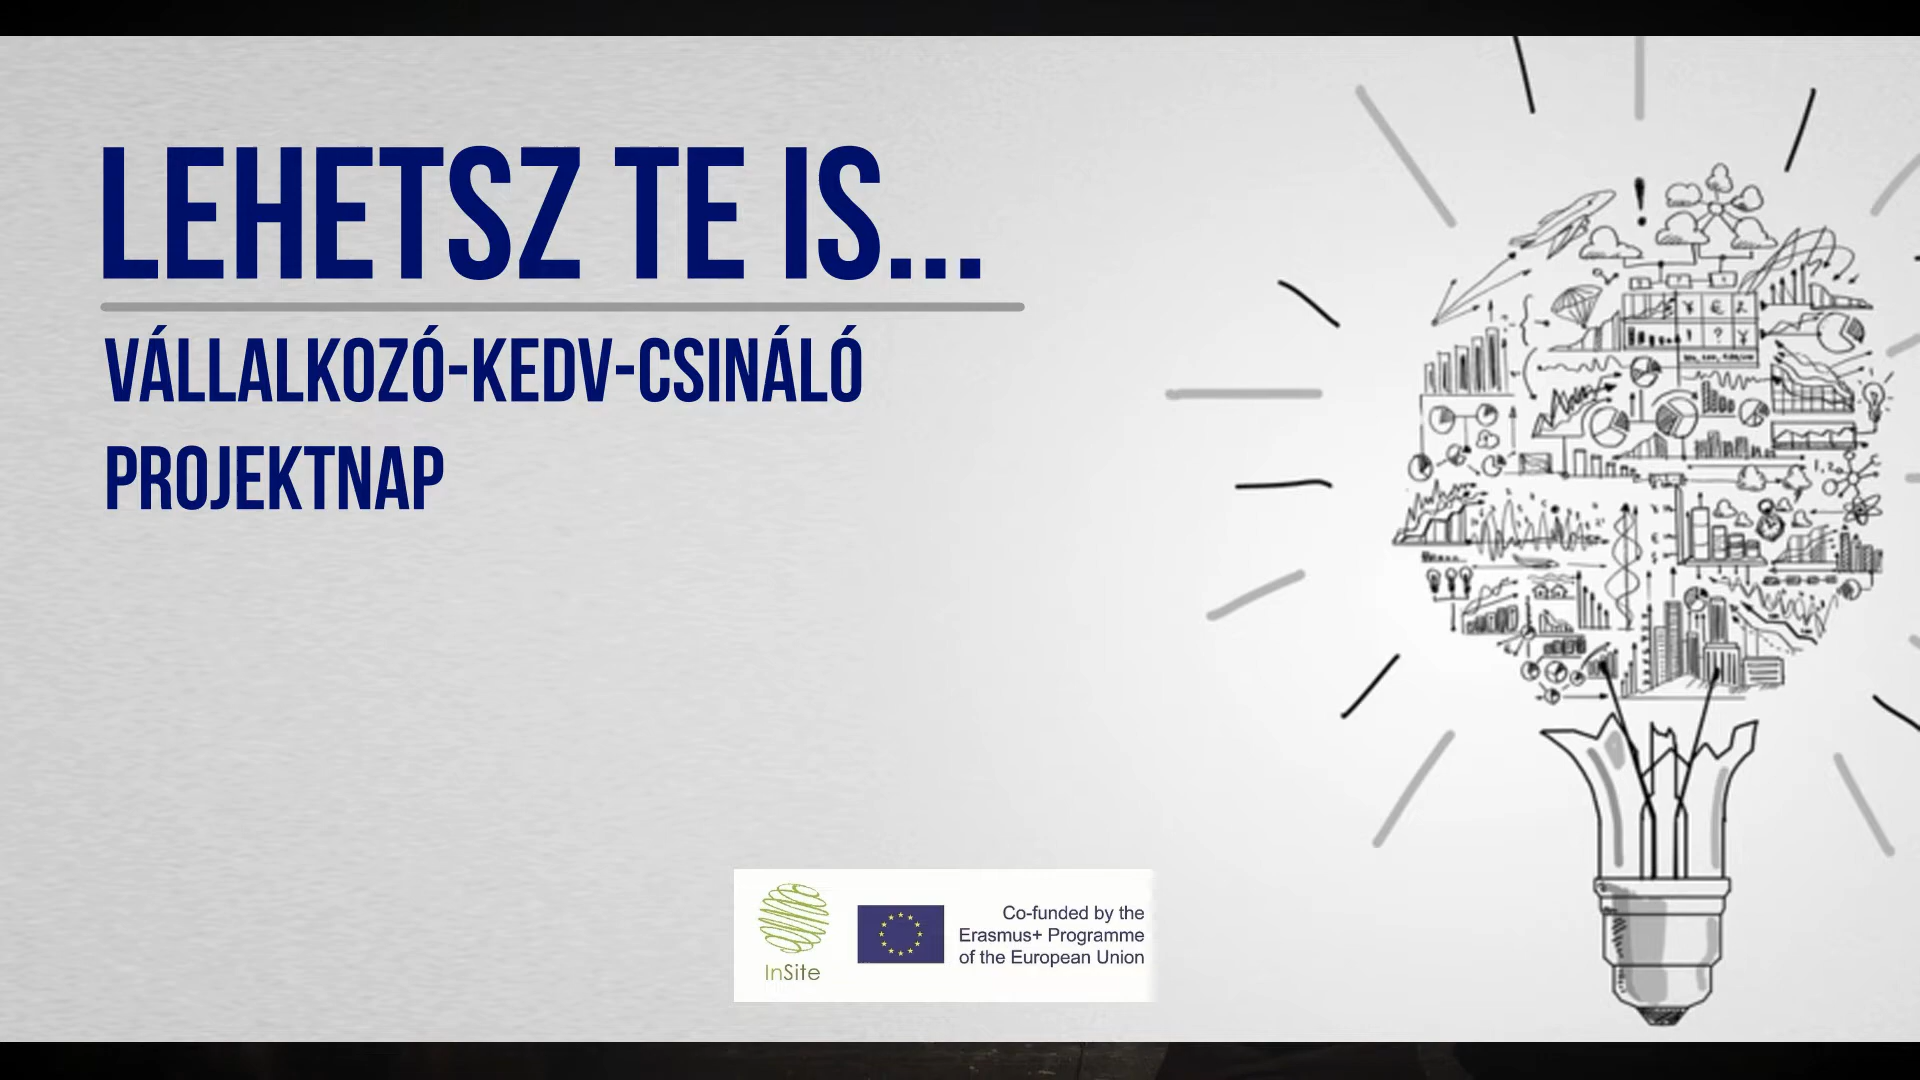 LEHETSZ TE IS...
VÁLLALKOZÓ-KEDV-CSINÁLÓ
PROJEKTNAP
InSite
Co-funded by the
Erasmus+ Programme
of the European Union